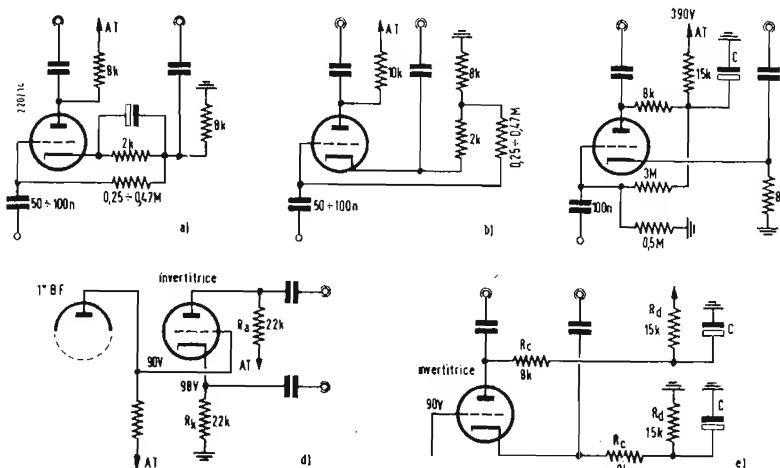 220714
AT
8k
2k
8k
0,25÷0,47M
50÷100n
a)
AT
10k
8k
2k
0,25÷0,47M
50÷100n
b)
390V
AT
15k
C
8k
3M
100n
0,5M
1ª BF
90V
AT
invertitrice
Ra
22k
AT
98V
Rk
22k
d)
Rc
8k
Rd
15k
C
invertitrice
90V
Rd
15k
C
Rc
e)